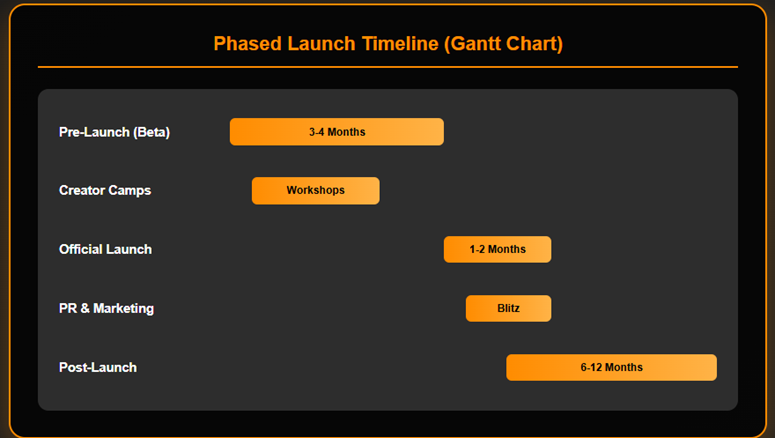 Phased Launch Timeline (Gantt Chart)
Pre-Launch (Beta) 3-4 Months
Creator Camps Workshops
Official Launch 1-2 Months
PR & Marketing Blitz
Post-Launch 6-12 Months